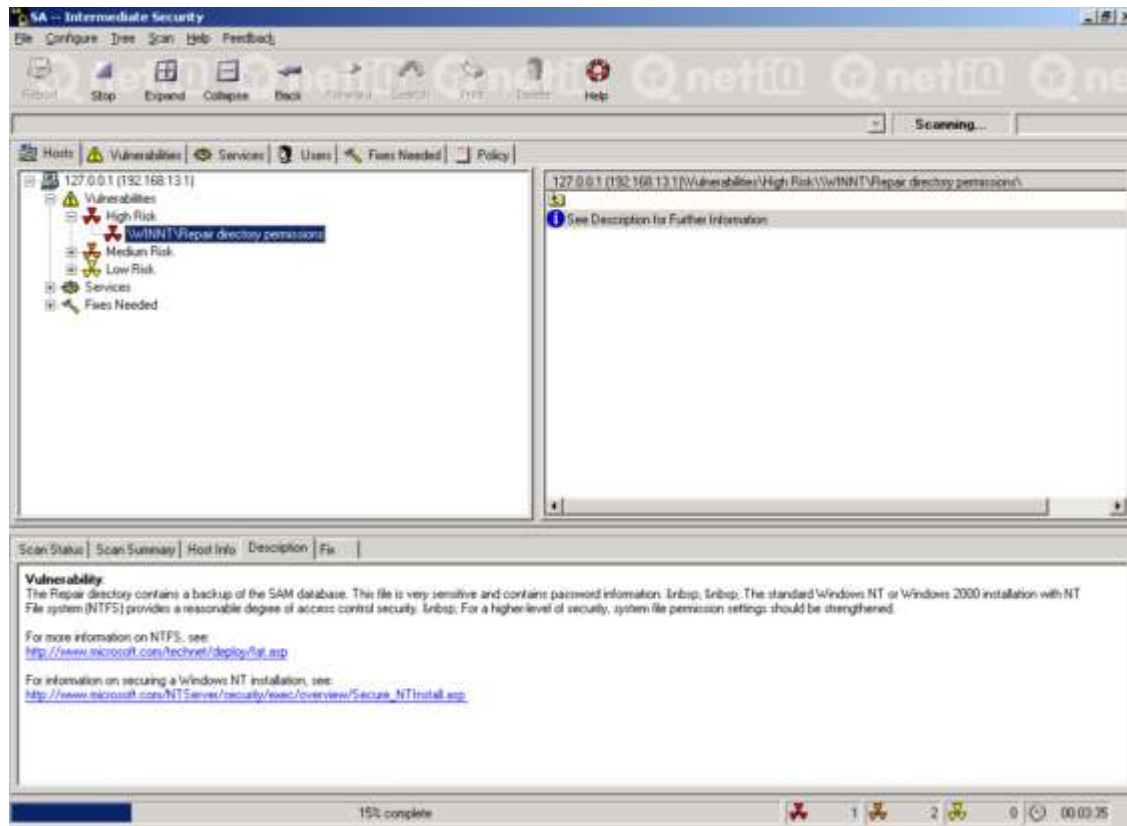 SA -- Intermediate Security
File Configure Tree Scan Help Feedback
netiQ netiQ netiQ
Report Stop Expand Collapse Back Forward Search Print Delete Help
Scanning...
Hosts Vulnerabilities Services Users Fixes Needed Policy
127.0.0.1 (192.168.13.1)
Vulnerabilities
High Risk
\WINNT\Repair directory permissions
Medium Risk
Low Risk
Services
Fixes Needed
127.0.0.1 (192.168.13.1)\Vulnerabilities\High Risk\\WINNT\Repair directory permissions\
See Description for Further Information
Scan Status Scan Summary Host Info Description Fix
Vulnerability:
The Repair directory contains a backup of the SAM database. This file is very sensitive and contains password information. &nbsp; &nbsp; The standard Windows NT or Windows 2000 installation with NT
File system (NTFS) provides a reasonable degree of access control security. &nbsp; For a higher level of security, system file permission settings should be strengthened.
For more information on NTFS, see:
http://www.microsoft.com/technet/deploy/fat.asp
For information on securing a Windows NT installation, see:
http://www.microsoft.com/NTServer/security/exec/overview/Secure_NTInstall.asp
15% complete 1 2 0 00:03:35